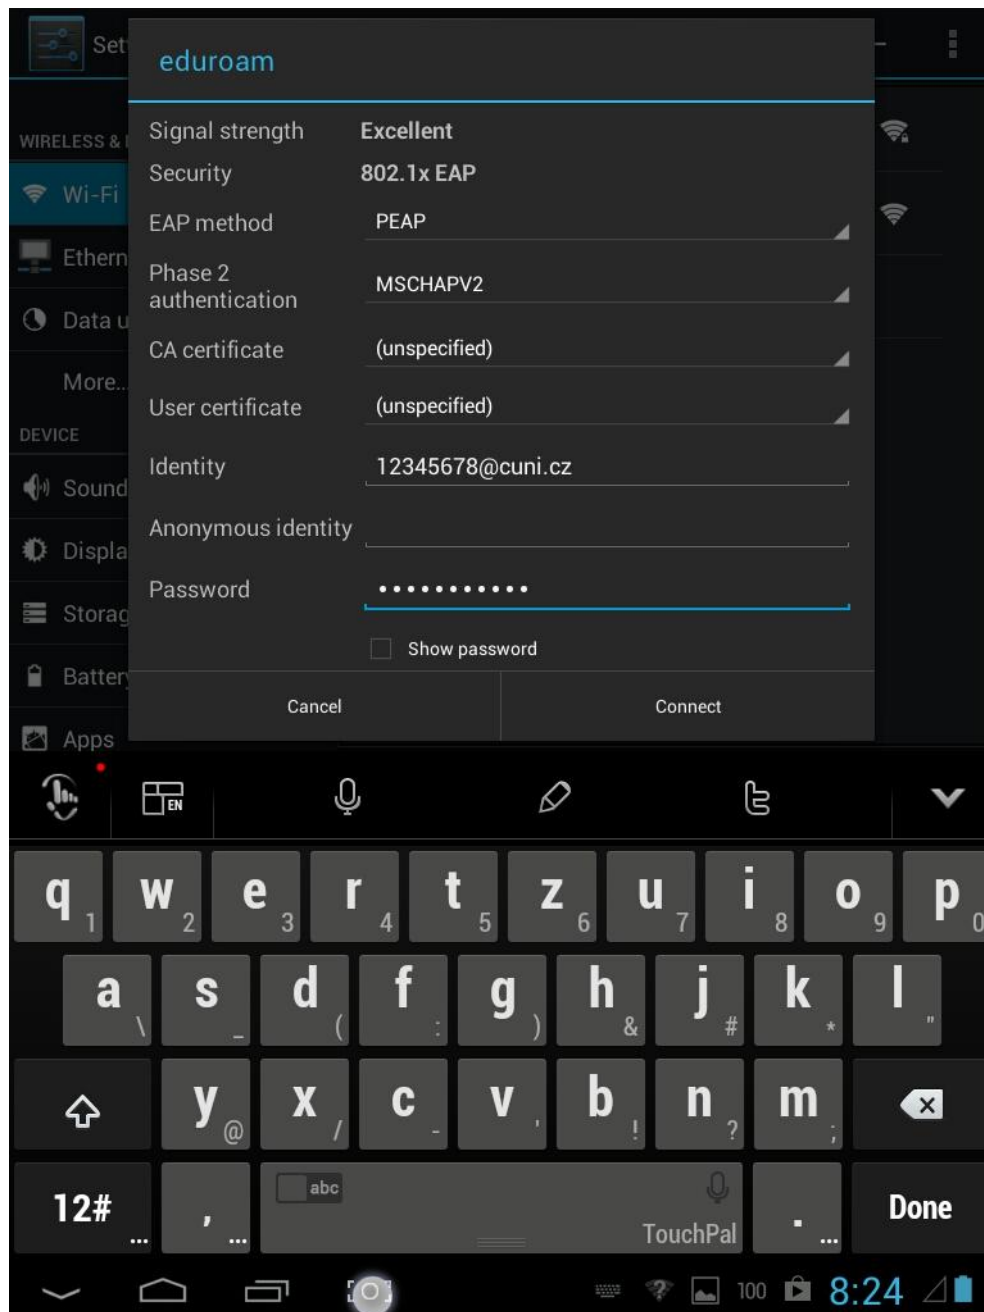 Set
eduroam
Signal strength Excellent
WIRELESS &
Security 802.1x EAP
Wi-Fi
EAP method PEAP
Ethern
Phase 2
authentication MSCHAPV2
Data u
CA certificate (unspecified)
More...
User certificate (unspecified)
DEVICE
Identity 12345678@cuni.cz
Sound
Anonymous identity
Displa
Password •••••••••••
Storag
Show password
Batter
Cancel Connect
Apps
EN
q 1 w 2 e 3 r 4 t 5 z 6 u 7 i 8 o 9 p 0
a \ s _ d ( f : g ) h & j # k * l "
y @ x / c - v ' b ! n ? m ;
12# ... , ... abc TouchPal . ... Done
100 8:24